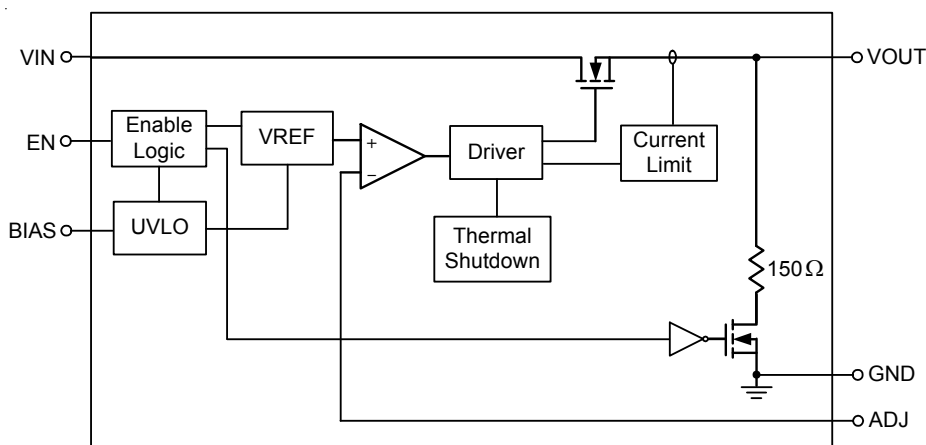 VIN
VOUT
EN
Enable
Logic
VREF
+
−
Driver
Current
Limit
BIAS
UVLO
Thermal
Shutdown
150Ω
GND
ADJ